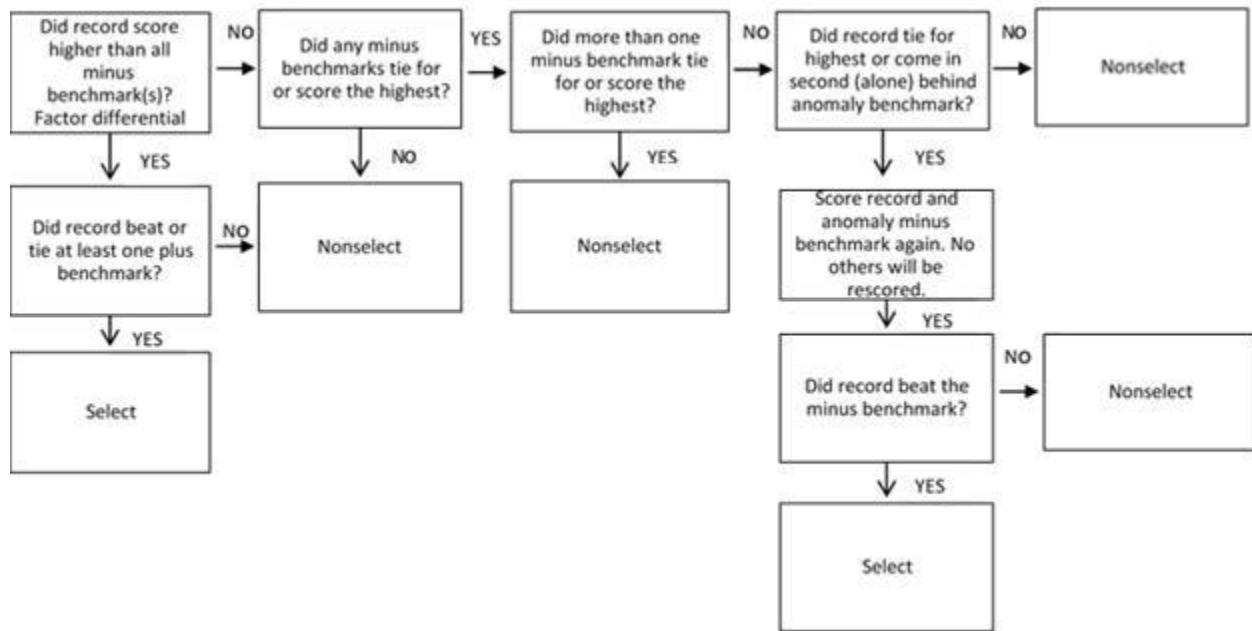 Did record score
higher than all
minus
benchmark(s)?
Factor differential
NO
Did any minus
benchmarks tie for
or score the highest?
YES
Did more than one
minus benchmark tie
for or score the
highest?
NO
Did record tie for
highest or come in
second (alone) behind
anomaly benchmark?
NO
Nonselect
YES
NO
YES
YES
Did record beat or
tie at least one plus
benchmark?
NO
Nonselect
Nonselect
Score record and
anomaly minus
benchmark again. No
others will be
rescored.
YES
YES
Select
Did record beat the
minus benchmark?
NO
Nonselect
YES
Select